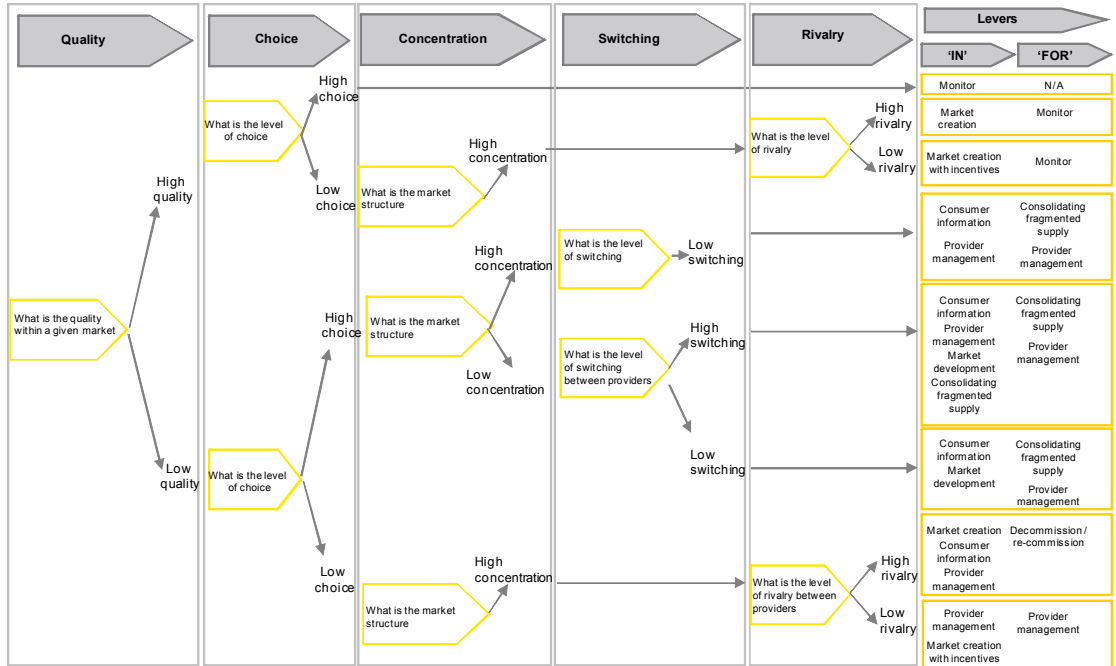 Quality
Choice
Concentration
Switching
Rivalry
Levers
‘IN’
‘FOR’
What is the quality
within a given market
High
quality
Low
quality
What is the level
of choice
High
choice
Low
choice
What is the level
of choice
High
choice
Low
choice
What is the market
structure
High
concentration
What is the market
structure
High
concentration
Low
concentration
What is the market
structure
High
concentration
What is the level
of switching
Low
switching
What is the level
of switching
between providers
High
switching
Low
switching
What is the level
of rivalry
High
rivalry
Low
rivalry
What is the level
of rivalry between
providers
High
rivalry
Low
rivalry
Monitor
N/A
Market
creation
Monitor
Market creation
with incentives
Monitor
Consumer
information
Provider
management
Consolidating
fragmented
supply
Provider
management
Consumer
information
Provider
management
Market
development
Consolidating
fragmented
supply
Consolidating
fragmented
supply
Provider
management
Consumer
information
Market
development
Consolidating
fragmented
supply
Provider
management
Market creation
Consumer
information
Provider
management
Decommission /
re-commission
Provider
management
Market creation
with incentives
Provider
management